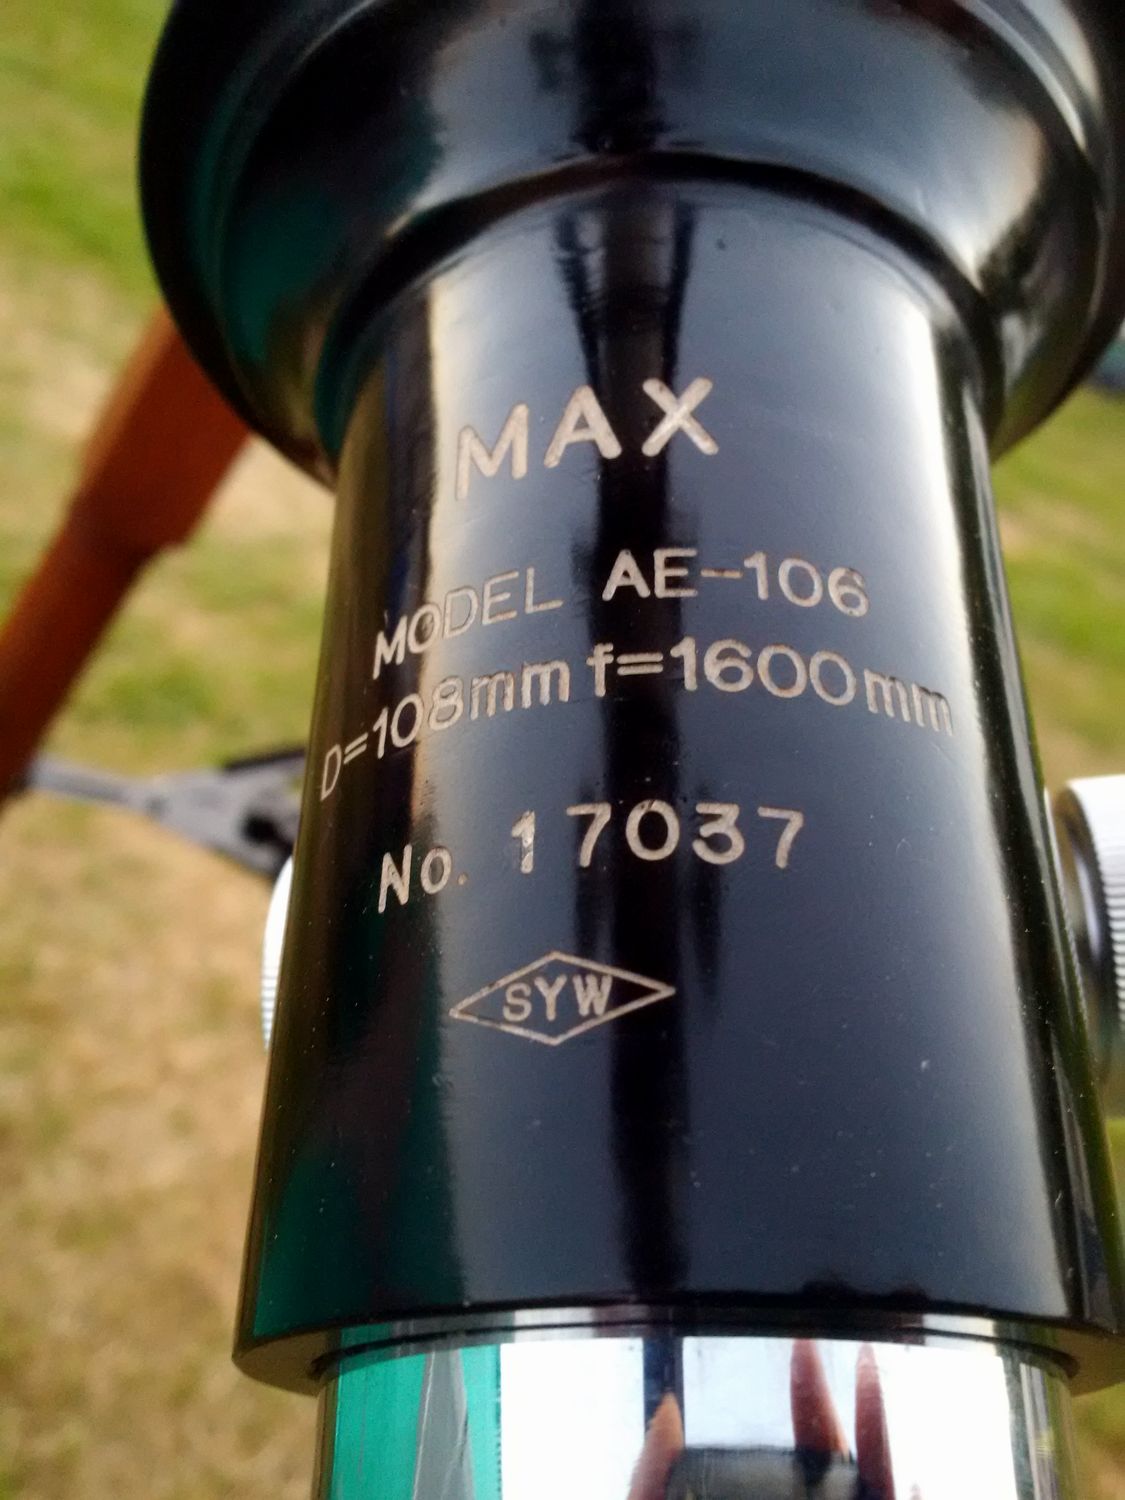 MAX
MODEL AE-106
D=108mm f=1600mm
No. 17037
SYW